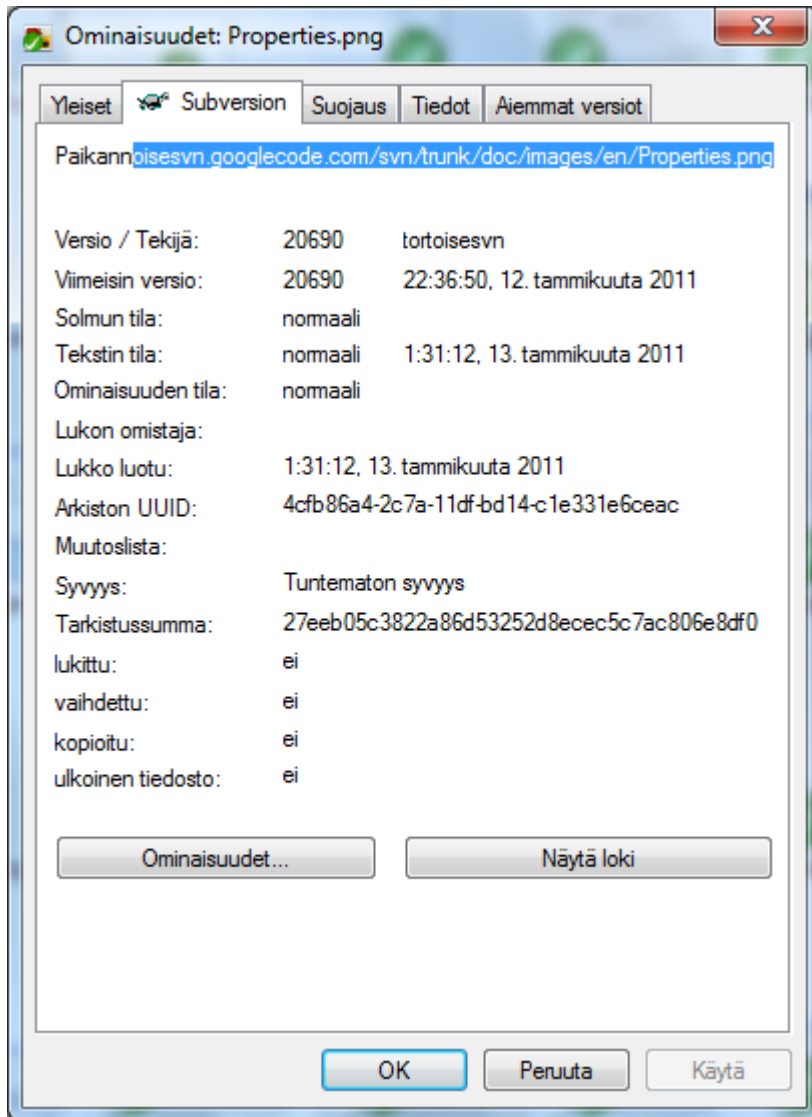 Ominaisuudet: Properties.png
Yleiset Subversion Suojaus Tiedot Aiemmat versiot
Paikannoisesvn.googlecode.com/svn/trunk/doc/images/en/Properties.png
Versio / Tekijä: 20690 tortoisesvn
Viimeisin versio: 20690 22:36:50, 12. tammikuuta 2011
Solmun tila: normaali
Tekstin tila: normaali 1:31:12, 13. tammikuuta 2011
Ominaisuuden tila: normaali
Lukon omistaja:
Lukko luotu: 1:31:12, 13. tammikuuta 2011
Arkiston UUID: 4cfb86a4-2c7a-11df-bd14-c1e331e6ceac
Muutoslista:
Syvyys: Tuntematon syvyys
Tarkistussumma: 27eeb05c3822a86d53252d8ecec5c7ac806e8df0
lukittu: ei
vaihdettu: ei
kopioitu: ei
ulkoinen tiedosto: ei
Ominaisuudet... Näytä loki
OK Peruuta Käytä